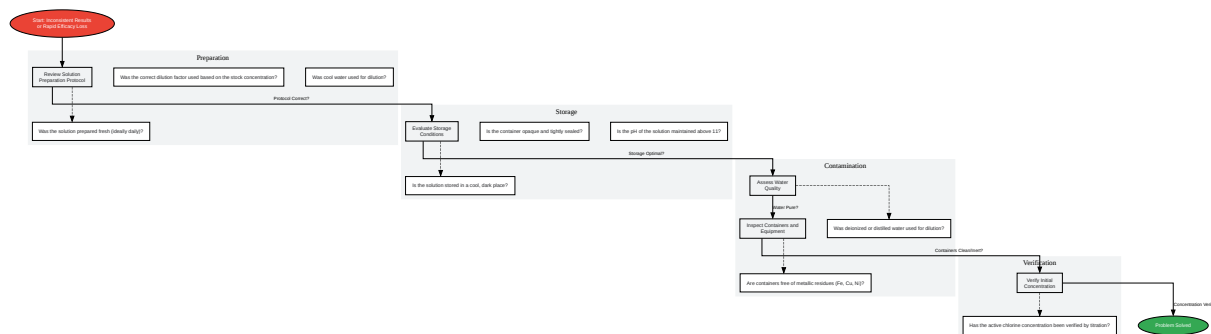 Start: Inconsistent Results
or Rapid Efficacy Loss
Preparation
Review Solution
Preparation Protocol
Was the correct dilution factor used based on the stock concentration?
Was cool water used for dilution?
Protocol Correct?
Was the solution prepared fresh (ideally daily)?
Storage
Evaluate Storage
Conditions
Is the container opaque and tightly sealed?
Is the pH of the solution maintained above 11?
Storage Optimal?
Is the solution stored in a cool, dark place?
Contamination
Assess Water
Quality
Water Pure?
Inspect Containers and
Equipment
Was deionized or distilled water used for dilution?
Containers Clean/Inert?
Are containers free of metallic residues (Fe, Cu, Ni)?
Verification
Verify Initial
Concentration
Concentration Veri
Has the active chlorine concentration been verified by titration?
Problem Solved